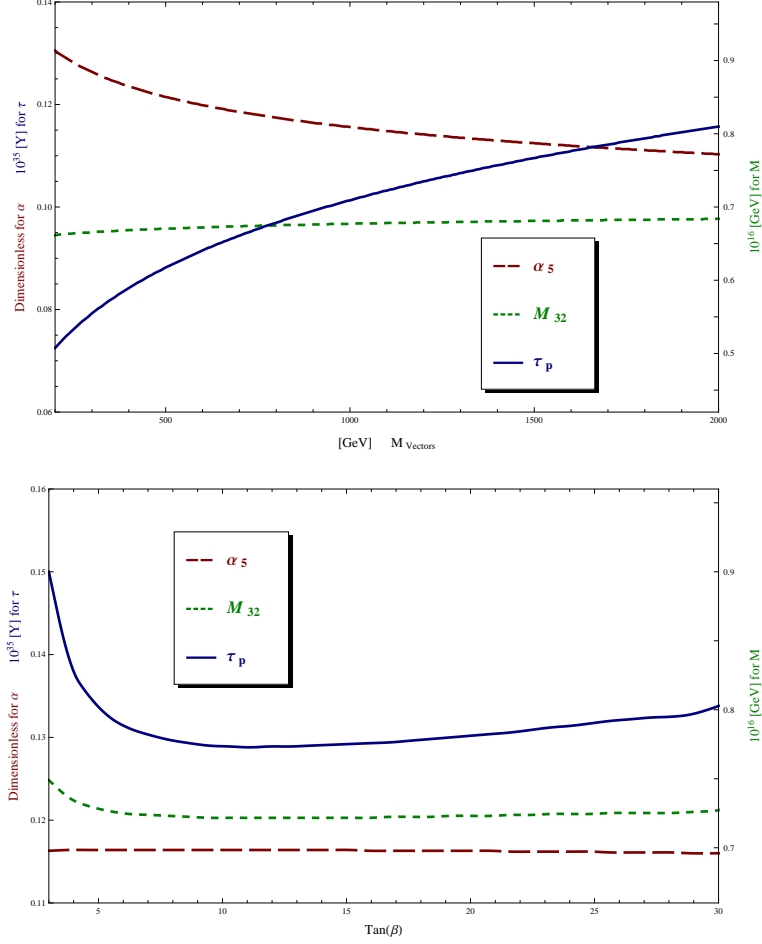 0.14
0.12
0.10
0.08
0.06
0.9
0.8
0.7
0.6
0.5
Dimensionless for α 10^35 [Y] for τ
10^16 [GeV] for M
α 5
M 32
τ p
500 1000 1500 2000
[GeV] M Vectors
0.16
0.15
0.14
0.13
0.12
0.11
0.9
0.8
0.7
Dimensionless for α 10^35 [Y] for τ
10^16 [GeV] for M
α 5
M 32
τ p
5 10 15 20 25 30
Tan(β)